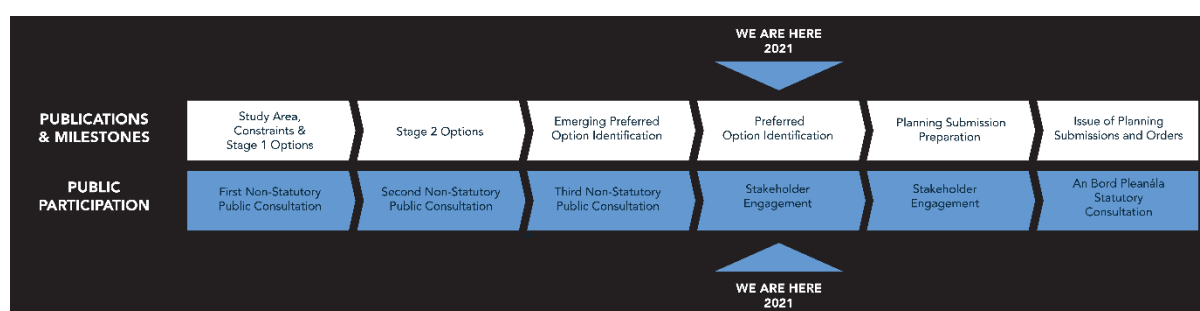 WE ARE HERE
2021
PUBLICATIONS
& MILESTONES
Study Area,
Constraints &
Stage 1 Options
Stage 2 Options
Emerging Preferred
Option Identification
Preferred
Option Identification
Planning Submission
Preparation
Issue of Planning
Submissions and Orders
PUBLIC
PARTICIPATION
First Non-Statutory
Public Consultation
Second Non-Statutory
Public Consultation
Third Non-Statutory
Public Consultation
Stakeholder
Engagement
Stakeholder
Engagement
An Bord Pleanála
Statutory
Consultation
WE ARE HERE
2021